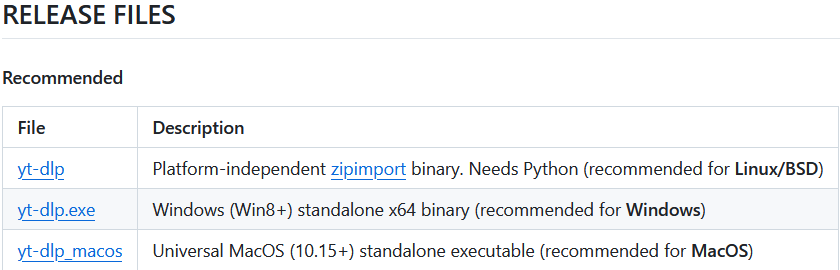 RELEASE FILES
Recommended
File Description
yt-dlp Platform-independent zipimport binary. Needs Python (recommended for Linux/BSD)
yt-dlp.exe Windows (Win8+) standalone x64 binary (recommended for Windows)
yt-dlp_macos Universal MacOS (10.15+) standalone executable (recommended for MacOS)